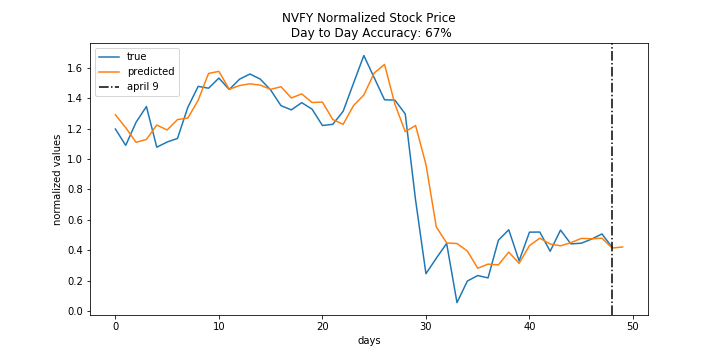 NVFY Normalized Stock Price
Day to Day Accuracy: 67%
true
predicted
april 9
normalized values
1.6
1.4
1.2
1.0
0.8
0.6
0.4
0.2
0.0
0
10
20
30
40
50
days